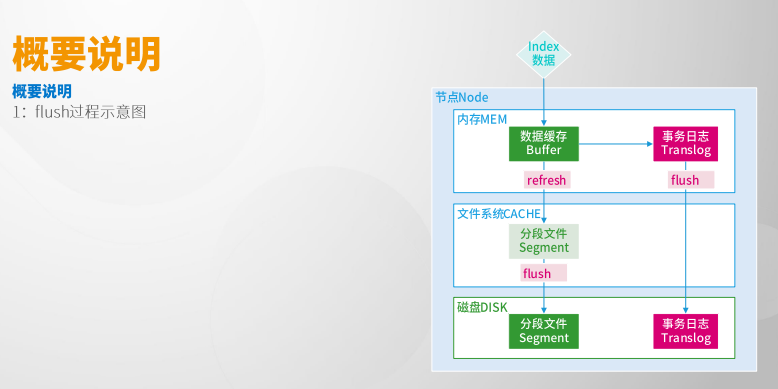 概要说明
概要说明
1：flush过程示意图
Index
数据
节点Node
内存MEM
数据缓存
Buffer
事务日志
Translog
refresh
flush
文件系统CACHE
分段文件
Segment
flush
磁盘DISK
分段文件
Segment
事务日志
Translog